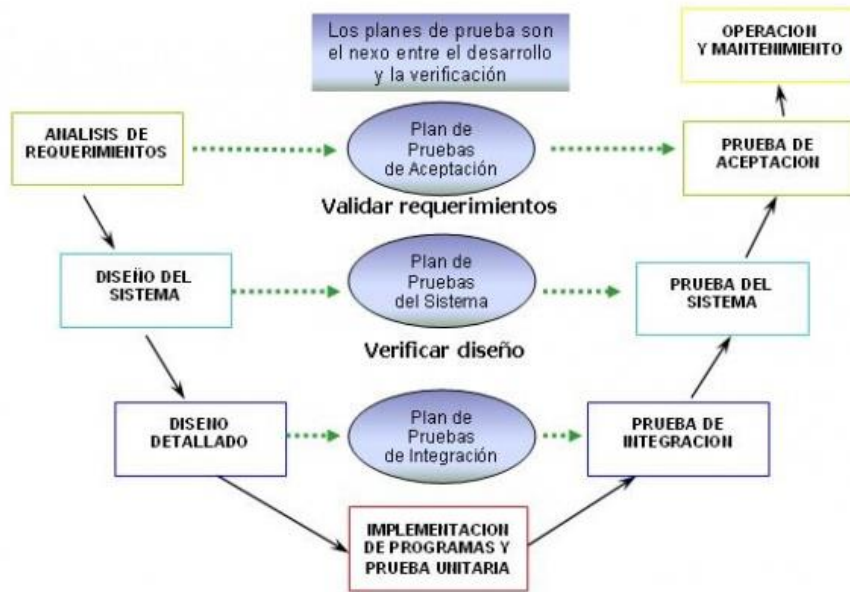 Los planes de prueba son
el nexo entre el desarrollo
y la verificación
OPERACION
Y MANTENIMIENTO
ANALISIS DE
REQUERIMIENTOS
Plan de
Pruebas
de Aceptación
PRUEBA DE
ACEPTACION
Validar requerimientos
DISEÑO DEL
SISTEMA
Plan de
Pruebas
del Sistema
PRUEBA DEL
SISTEMA
Verificar diseño
DISENO
DETALLADO
Plan de
Pruebas
de Integración
PRUEBA DE
INTEGRACION
IMPLEMENTACION
DE PROGRAMAS Y
PRUEBA UNITARIA